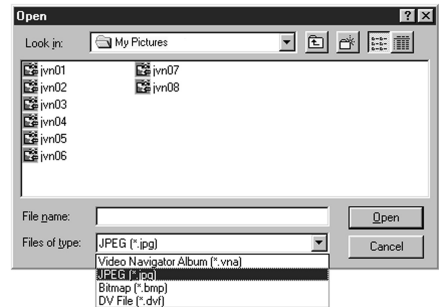 Open
Look in: My Pictures
jvn01 jvn07
jvn02 jvn08
jvn03
jvn04
jvn05
jvn06
File name: Open
Files of type: JPEG (*.jpg) Cancel
Video Navigator Album (*.vna)
JPEG (*.jpg)
Bitmap (*.bmp)
DV File (*.dvf)